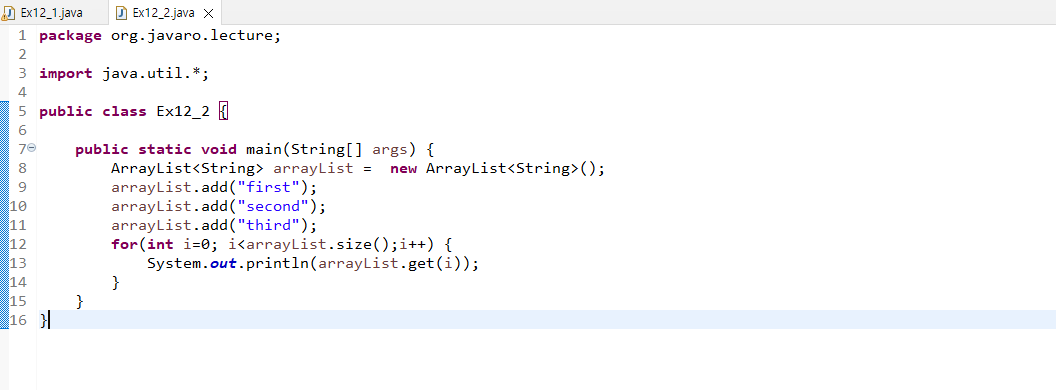 Ex12_1.java Ex12_2.java
1 package org.javaro.lecture;
2
3 import java.util.*;
4
5 public class Ex12_2 {
6
7 public static void main(String[] args) {
8 ArrayList<String> arrayList =  new ArrayList<String>();
9 arrayList.add("first");
10 arrayList.add("second");
11 arrayList.add("third");
12 for(int i=0; i<arrayList.size();i++) {
13 System.out.println(arrayList.get(i));
14 }
15 }
16 }